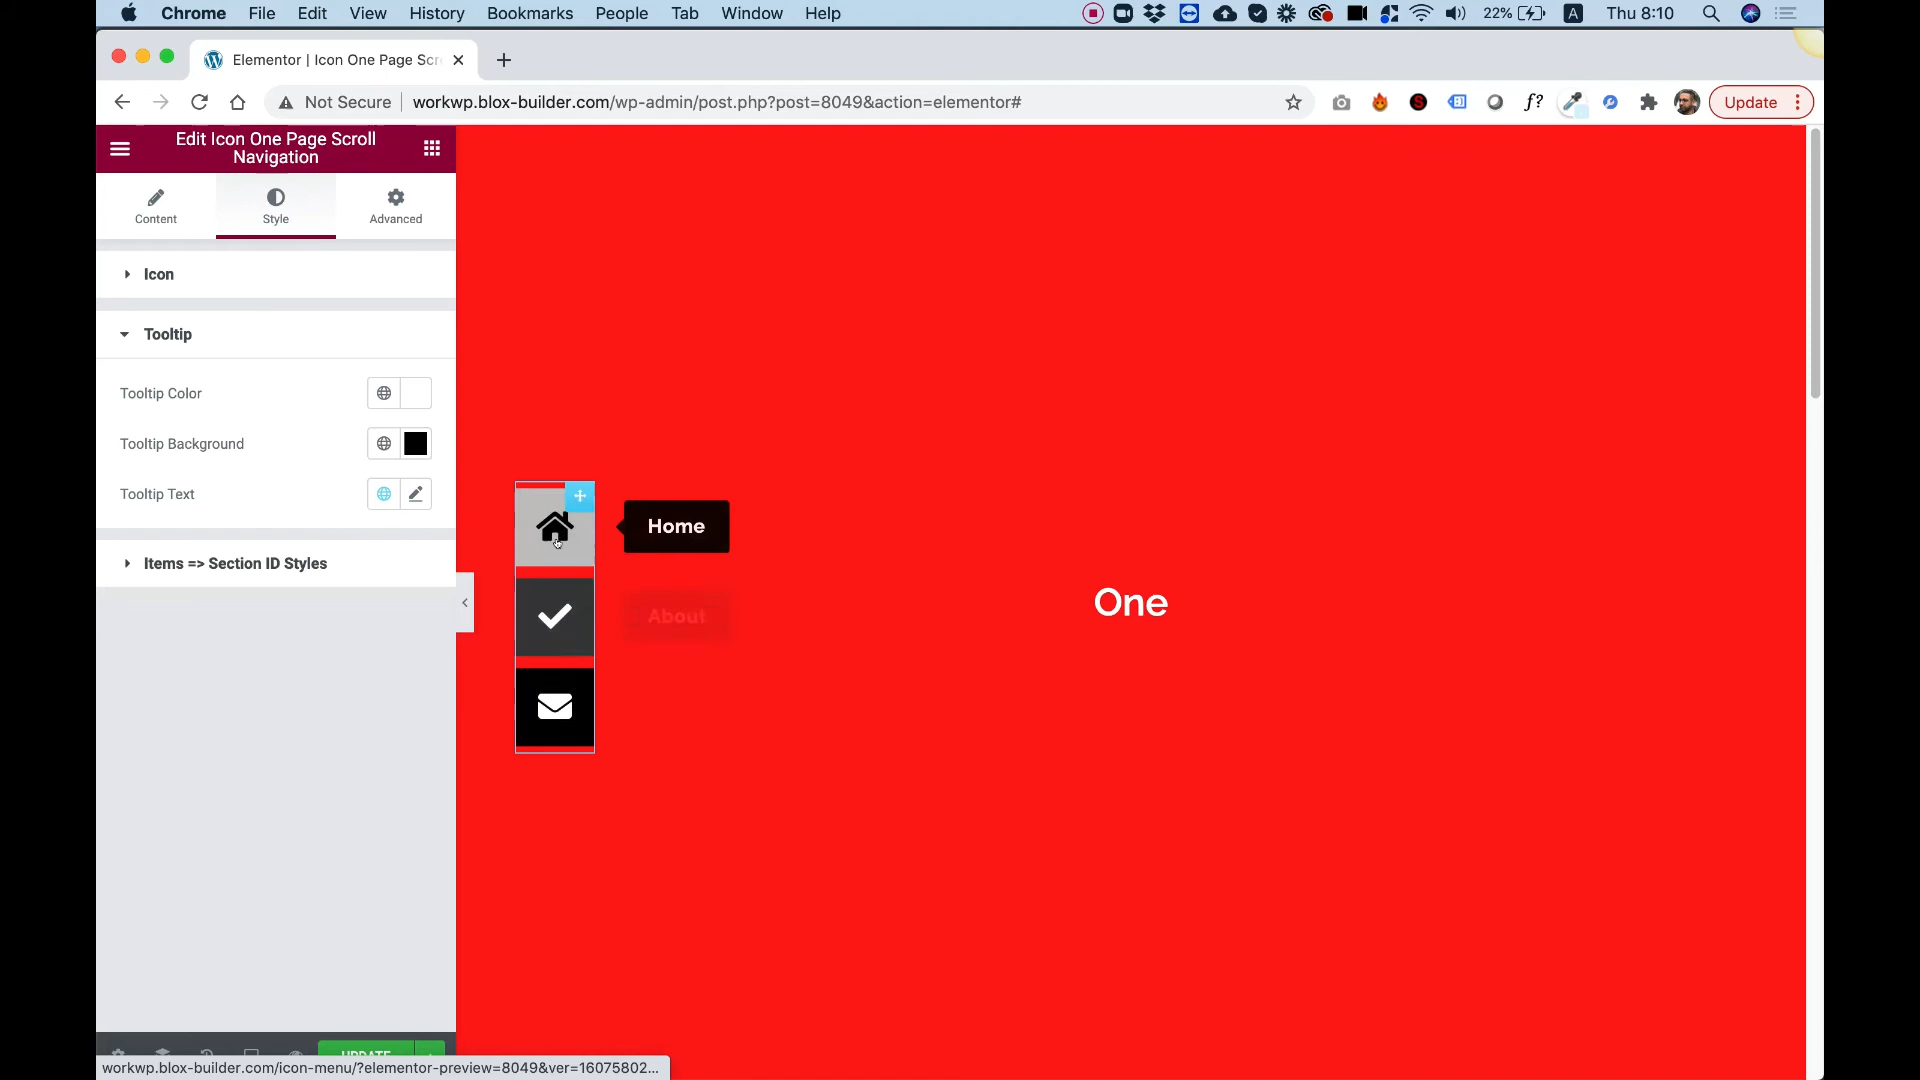 Chrome File Edit View History Bookmarks People Tab Window Help 22% A Thu 8:10
Elementor | Icon One Page Scr
Not Secure workwp.blox-builder.com/wp-admin/post.php?post=8049&action=elementor# S f? Update
Edit Icon One Page Scroll
Navigation
Content Style Advanced
Icon
Tooltip
Tooltip Color
Tooltip Background
Tooltip Text
Items => Section ID Styles
Home
About
One
UPDATE
workwp.blox-builder.com/icon-menu/?elementor-preview=8049&ver=16075802...